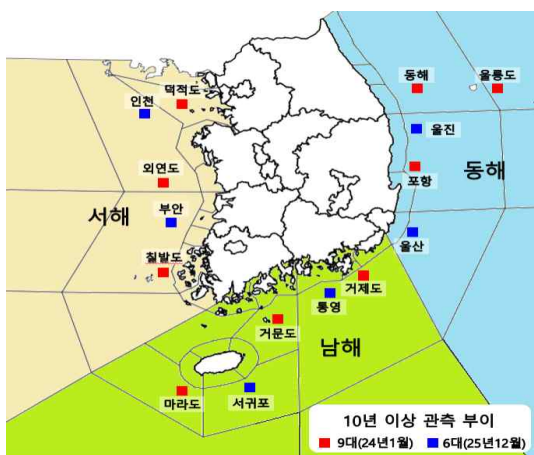 동해
울릉도
덕적도
인천
울진
포항
동해
외연도
서해
부안
울산
칠발도
거제도
통영
거문도
남해
마라도
서귀포
10년 이상 관측 부이
9대(24년1월)
6대(25년12월)